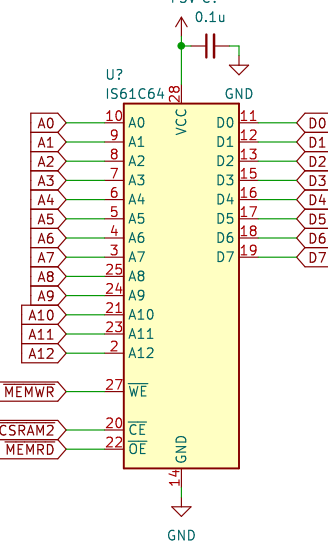 0.1u
U?
IS61C64
GND
28
VCC
A0 10 A0 D0 11 D0
A1 9 A1 D1 12 D1
A2 8 A2 D2 13 D2
A3 7 A3 D3 15 D3
A4 6 A4 D4 16 D4
A5 5 A5 D5 17 D5
A6 4 A6 D6 18 D6
A7 3 A7 D7 19 D7
A8 25 A8
A9 24 A9
A10 21 A10
A11 23 A11
A12 2 A12
MEMWR 27 WE
CSRAM2 20 CE
MEMRD 22 OE
GND
14
GND